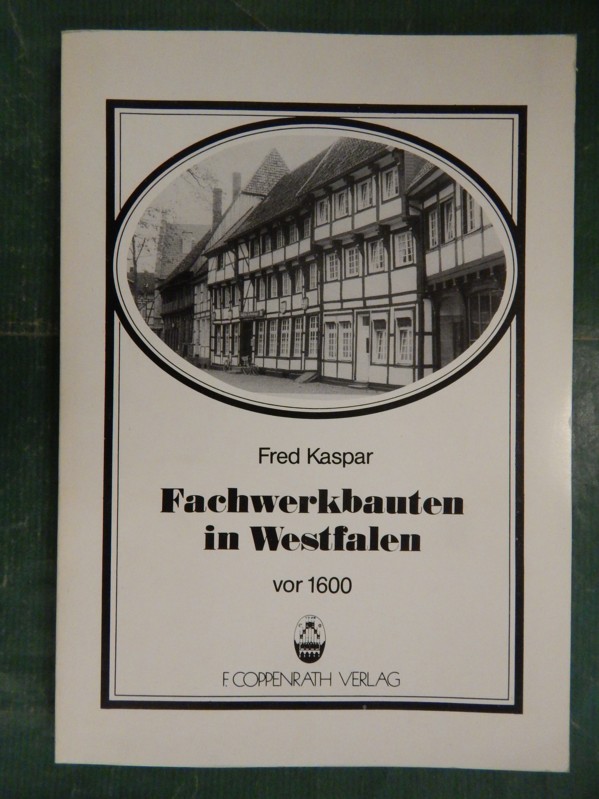 Fred Kaspar
Fachwerkbauten
in Westfalen
vor 1600
F. COPPENRATH VERLAG